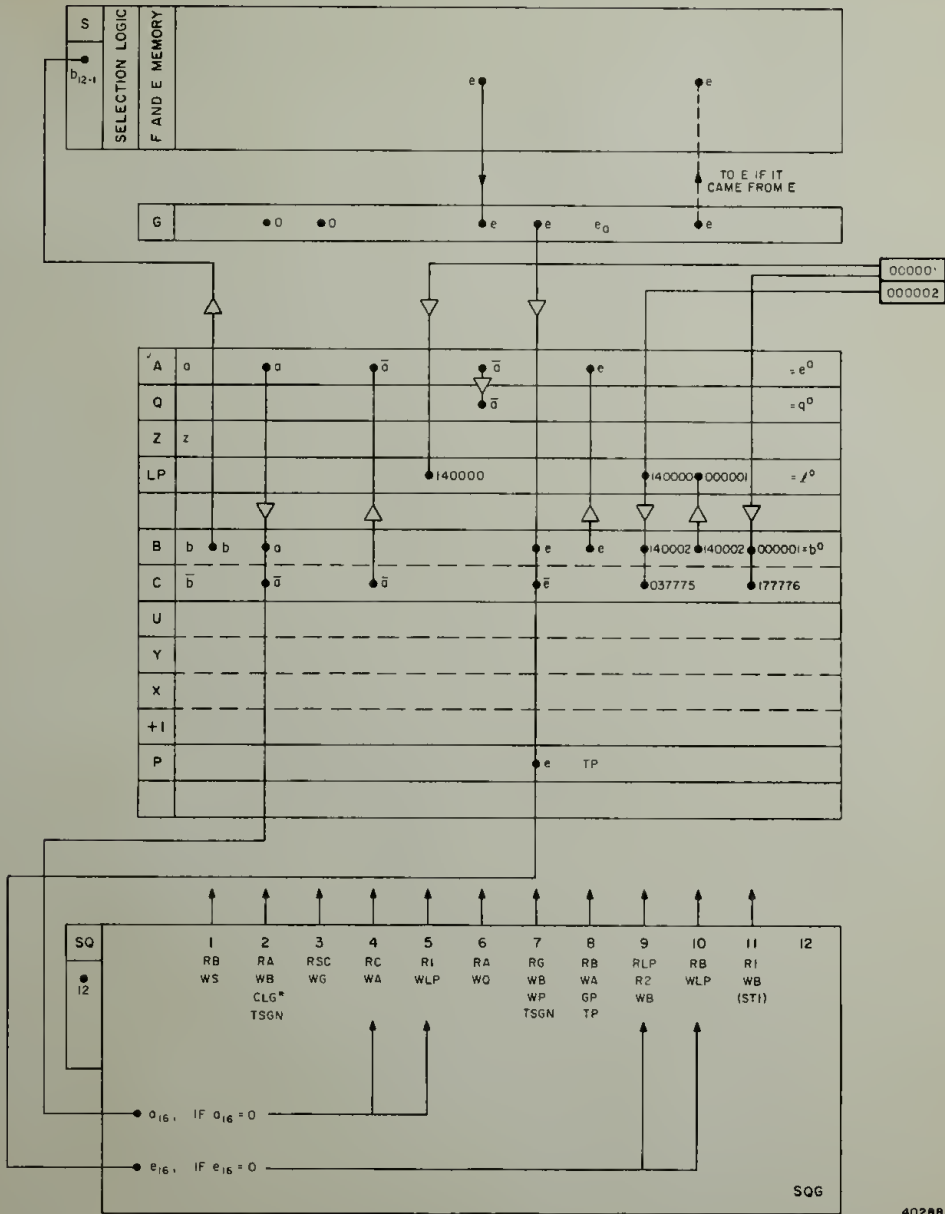 S
SELECTION LOGIC
F AND E MEMORY
b12-1
e
e
TO E IF IT
CAME FROM E
G
0
0
e
e
e0
e
000001
000002
A
a
a
a̅
a̅
e
= e⁰
Q
a̅
= q⁰
Z
z
LP
140000
140000
000001
= ℓ⁰
B
b
b
a
e
e
140002
140002
000001 = b⁰
C
b̅
a̅
a̅
e̅
037775
177776
U
Y
X
+1
P
e
TP
SQ
1 2 3 4 5 6 7 8 9 10 11 12
12
RB RA RSC RC R1 RA RG RB RLP RB R1
WS WB WG WA WLP WQ WB WA R2 WLP WB
CLG* WP GP WB (ST1)
TSGN TSGN TP
a16, IF a16 = 0
e16, IF e16 = 0
SQG
40288